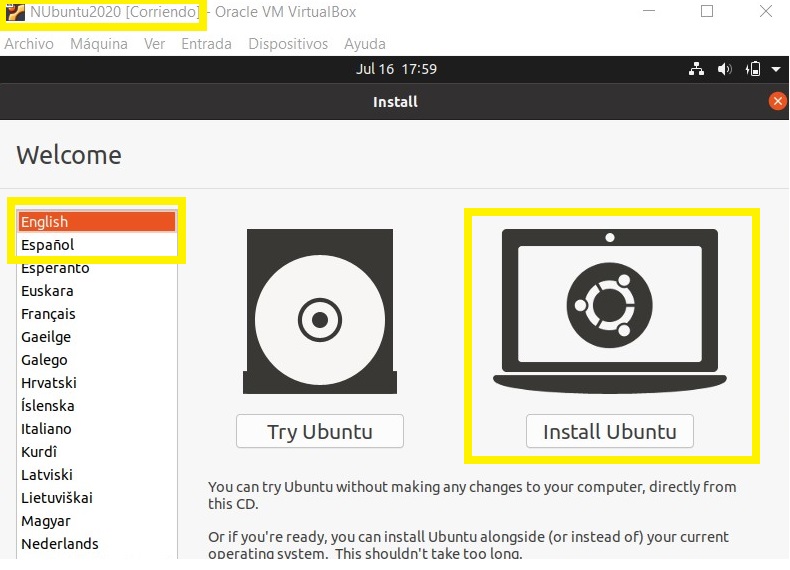 NUbuntu2020 [Corriendo] - Oracle VM VirtualBox
Archivo Máquina Ver Entrada Dispositivos Ayuda
Jul 16 17:59
Install
Welcome
English
Español
Esperanto
Euskara
Français
Gaeilge
Galego
Hrvatski
Íslenska
Italiano
Kurdî
Latviski
Lietuviškai
Magyar
Nederlands
Try Ubuntu
Install Ubuntu
You can try Ubuntu without making any changes to your computer, directly from
this CD.
Or if you're ready, you can install Ubuntu alongside (or instead of) your current
operating system. This shouldn't take too long.